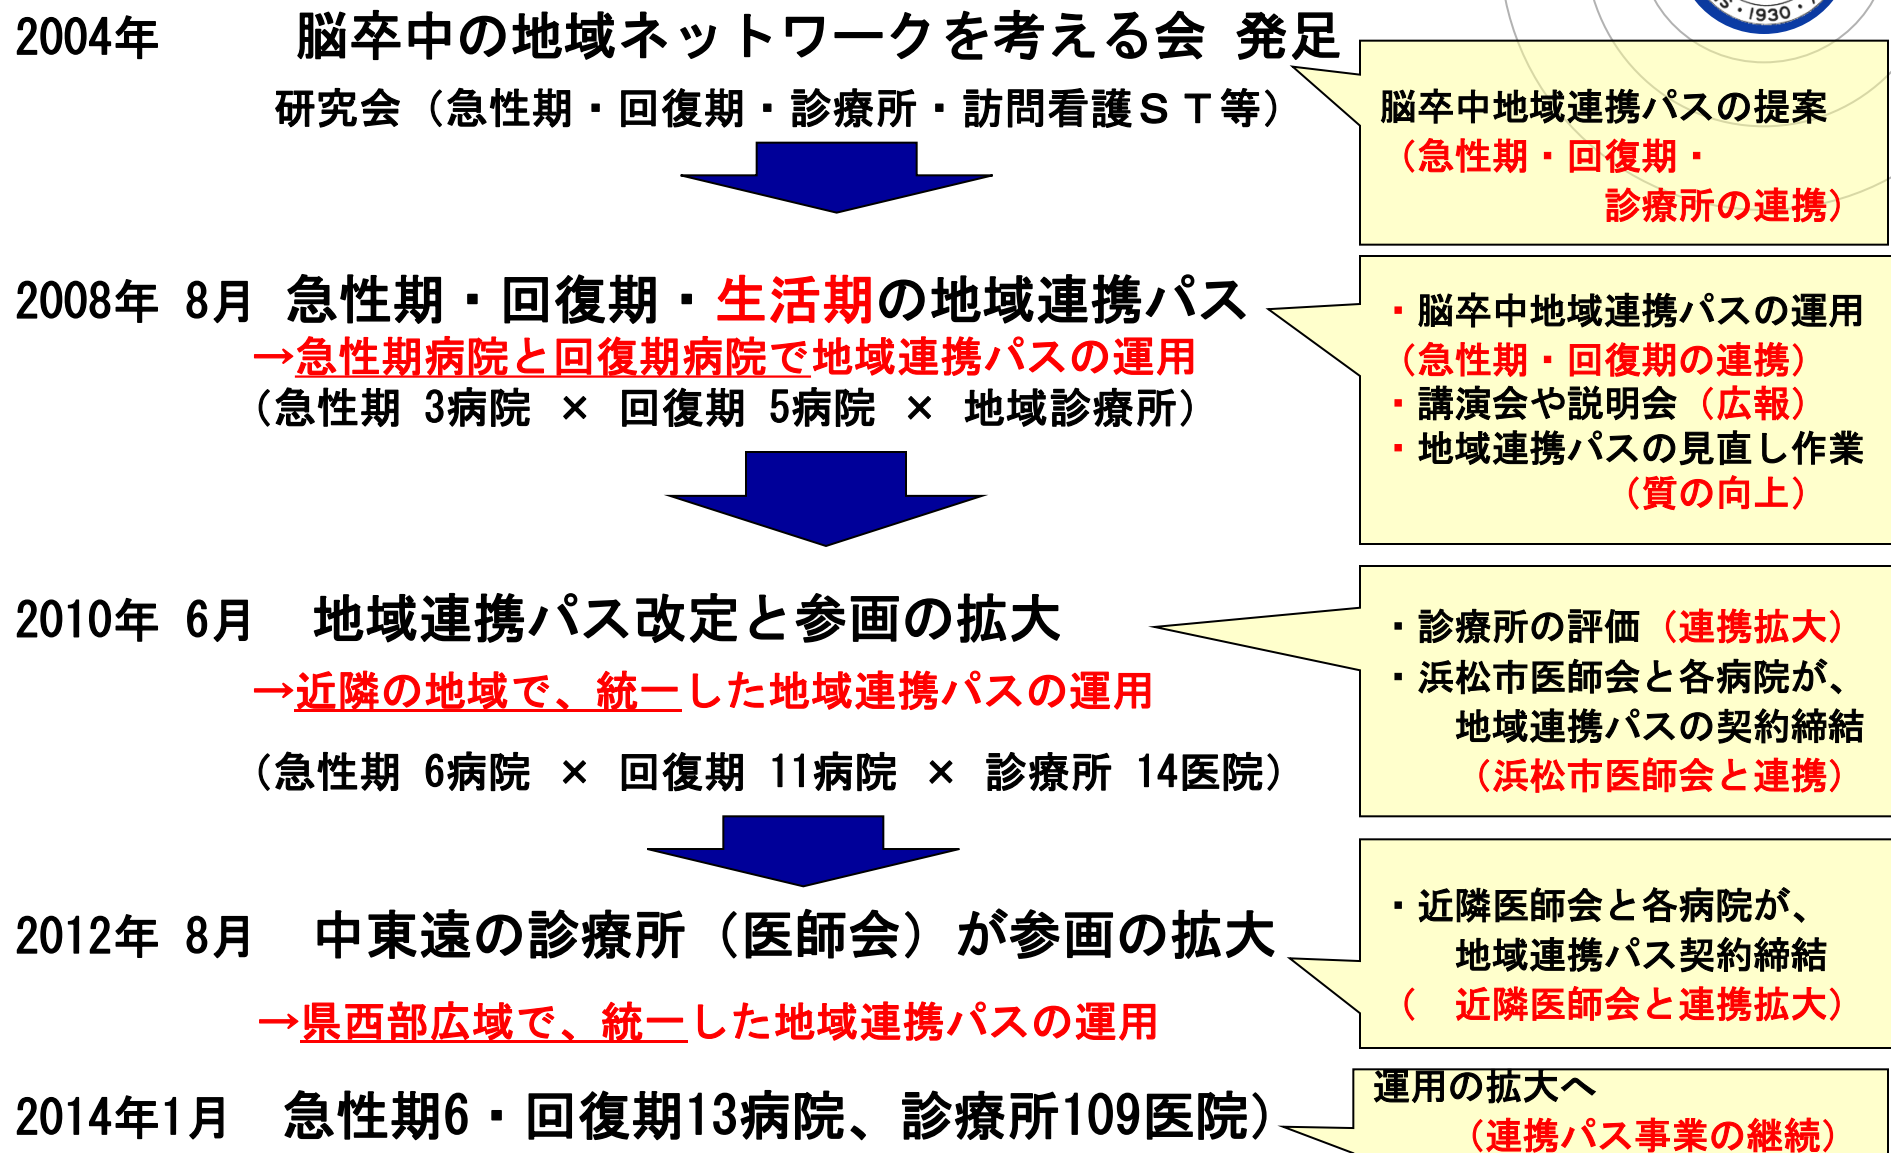 ・1930・
2004年 脳卒中の地域ネットワークを考える会 発足
研究会（急性期・回復期・診療所・訪問看護ＳＴ等）
脳卒中地域連携パスの提案
（急性期・回復期・
診療所の連携）
2008年 8月 急性期・回復期・生活期の地域連携パス
→急性期病院と回復期病院で地域連携パスの運用
（急性期 3病院 × 回復期 5病院 × 地域診療所）
・脳卒中地域連携パスの運用
（急性期・回復期の連携）
・講演会や説明会（広報）
・地域連携パスの見直し作業
（質の向上）
2010年 6月 地域連携パス改定と参画の拡大
→近隣の地域で、統一した地域連携パスの運用
（急性期 6病院 × 回復期 11病院 × 診療所 14医院）
・診療所の評価（連携拡大）
・浜松市医師会と各病院が、
地域連携パスの契約締結
（浜松市医師会と連携）
2012年 8月 中東遠の診療所（医師会）が参画の拡大
→県西部広域で、統一した地域連携パスの運用
・近隣医師会と各病院が、
地域連携パス契約締結
（ 近隣医師会と連携拡大）
2014年1月 急性期6・回復期13病院、診療所109医院）
運用の拡大へ
（連携パス事業の継続）